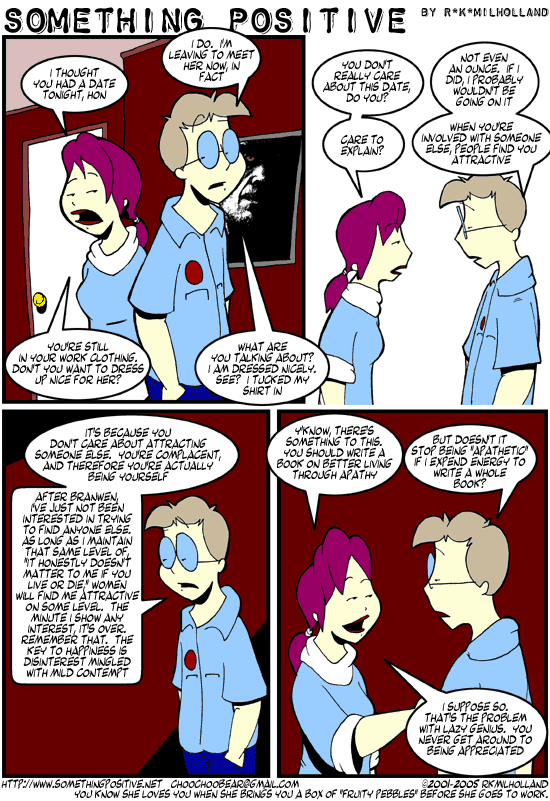 SOMETHING POSITIVE
BY R*K*MILHOLLAND
I THOUGHT
YOU HAD A DATE
TONIGHT, HON
I DO. I'M
LEAVING TO MEET
HER NOW, IN
FACT
YOU'RE STILL
IN YOUR WORK CLOTHING.
DON'T YOU WANT TO DRESS
UP NICE FOR HER?
WHAT ARE
YOU TALKING ABOUT?
I AM DRESSED NICELY.
SEE? I TUCKED MY
SHIRT IN
YOU DON'T
REALLY CARE
ABOUT THIS DATE,
DO YOU?
NOT EVEN
AN OUNCE. IF I
DID, I PROBABLY
WOULDN'T BE
GOING ON IT
CARE TO
EXPLAIN?
WHEN YOU'RE
INVOLVED WITH SOMEONE
ELSE, PEOPLE FIND YOU
ATTRACTIVE
IT'S BECAUSE YOU
DON'T CARE ABOUT ATTRACTING
SOMEONE ELSE. YOU'RE COMPLACENT,
AND THEREFORE YOU'RE ACTUALLY
BEING YOURSELF
AFTER BRANWEN,
I'VE JUST NOT BEEN
INTERESTED IN TRYING
TO FIND ANYONE ELSE.
AS LONG AS I MAINTAIN
THAT SAME LEVEL OF,
"IT HONESTLY DOESN'T
MATTER TO ME IF YOU
LIVE OR DIE," WOMEN
WILL FIND ME ATTRACTIVE
ON SOME LEVEL. THE
MINUTE I SHOW ANY
INTEREST, IT'S OVER.
REMEMBER THAT. THE
KEY TO HAPPINESS IS
DISINTEREST MINGLED
WITH MILD CONTEMPT
Y'KNOW, THERE'S
SOMETHING TO THIS.
YOU SHOULD WRITE A
BOOK ON BETTER LIVING
THROUGH APATHY
BUT DOESN'T IT
STOP BEING "APATHETIC"
IF I EXPEND ENERGY TO
WRITE A WHOLE
BOOK?
I SUPPOSE SO.
THAT'S THE PROBLEM
WITH LAZY GENIUS. YOU
NEVER GET AROUND TO
BEING APPRECIATED
HTTP://WWW.SOMETHINGPOSITIVE.NET CHOOCHOOBEAR@GMAIL.COM ©2001-2005 RK MILHOLLAND
YOU KNOW SHE LOVES YOU WHEN SHE BRINGS YOU A BOX OF "FRUITY PEBBLES" BEFORE SHE GOES TO WORK